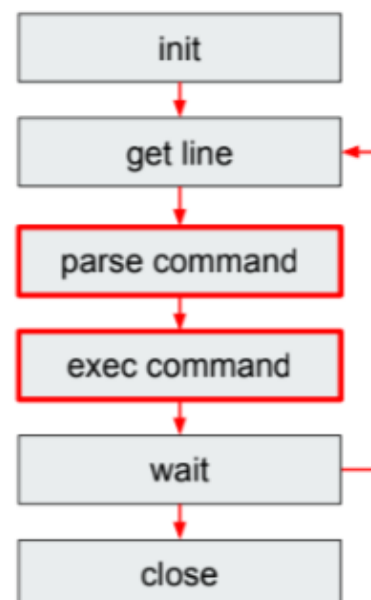 init
get line
parse command
exec command
wait
close